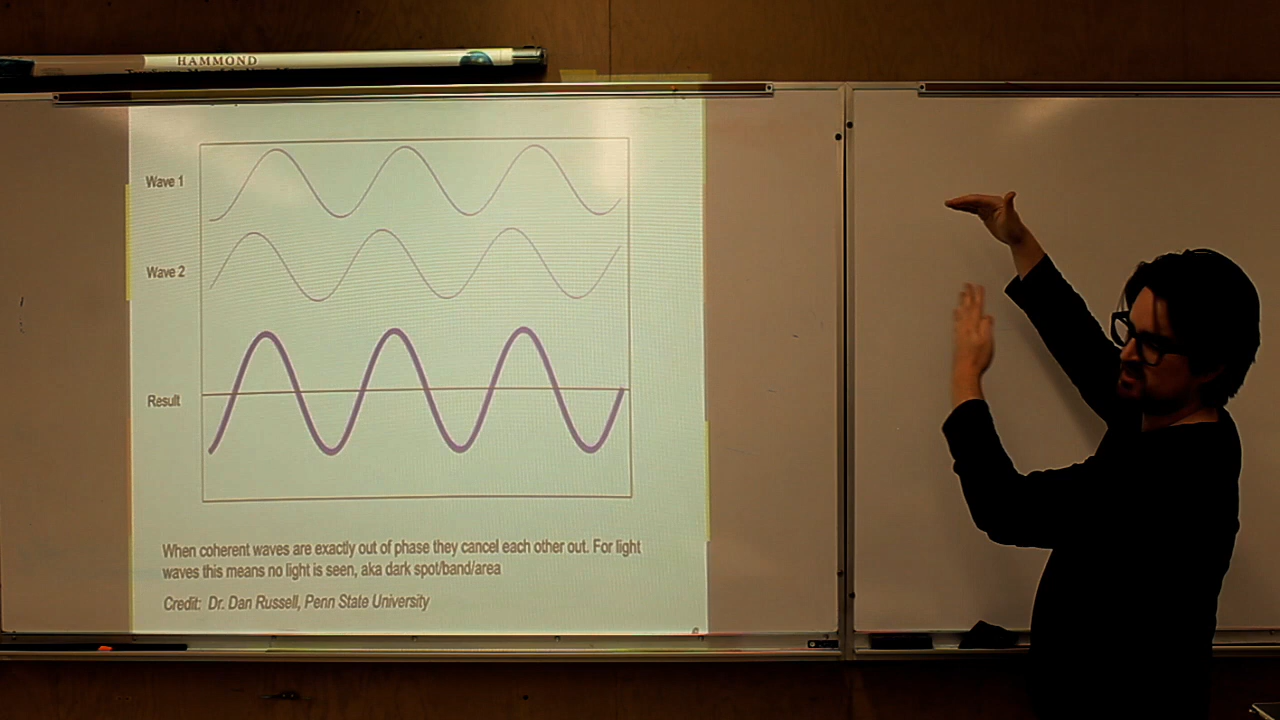 HAMMOND
Wave 1
Wave 2
Result
When coherent waves are exactly out of phase they cancel each other out. For light
waves this means no light is seen, aka dark spot/band/area
Credit: Dr. Dan Russell, Penn State University